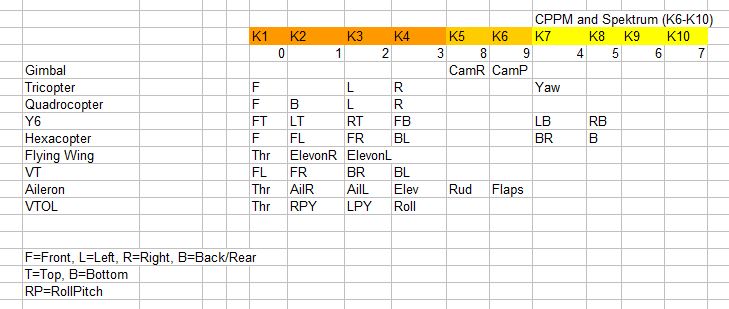 CPPM and Spektrum (K6-K10)
K1 K2 K3 K4 K5 K6 K7 K8 K9 K10
0 1 2 3 8 9 4 5 6 7
Gimbal CamR CamP
Tricopter F L R Yaw
Quadrocopter F B L R
Y6 FT LT RT FB LB RB
Hexacopter F FL FR BL BR B
Flying Wing Thr ElevonR ElevonL
VT FL FR BR BL
Aileron Thr AilR AilL Elev Rud Flaps
VTOL Thr RPY LPY Roll
F=Front, L=Left, R=Right, B=Back/Rear
T=Top, B=Bottom
RP=RollPitch